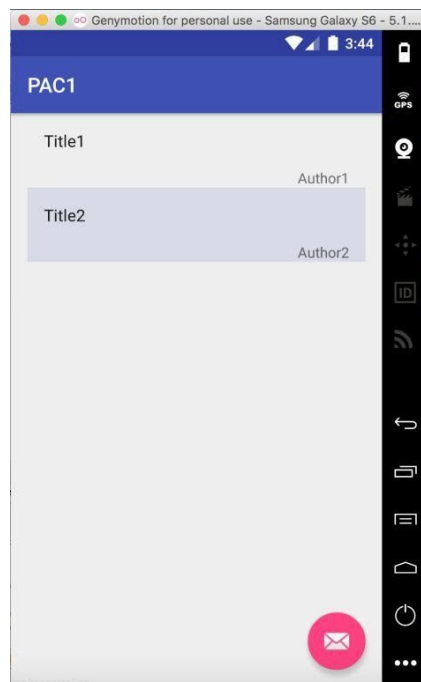 Genymotion for personal use - Samsung Galaxy S6 - 5.1....
3:44
PAC1
GPS
Title1
Author1
Title2
Author2
ID